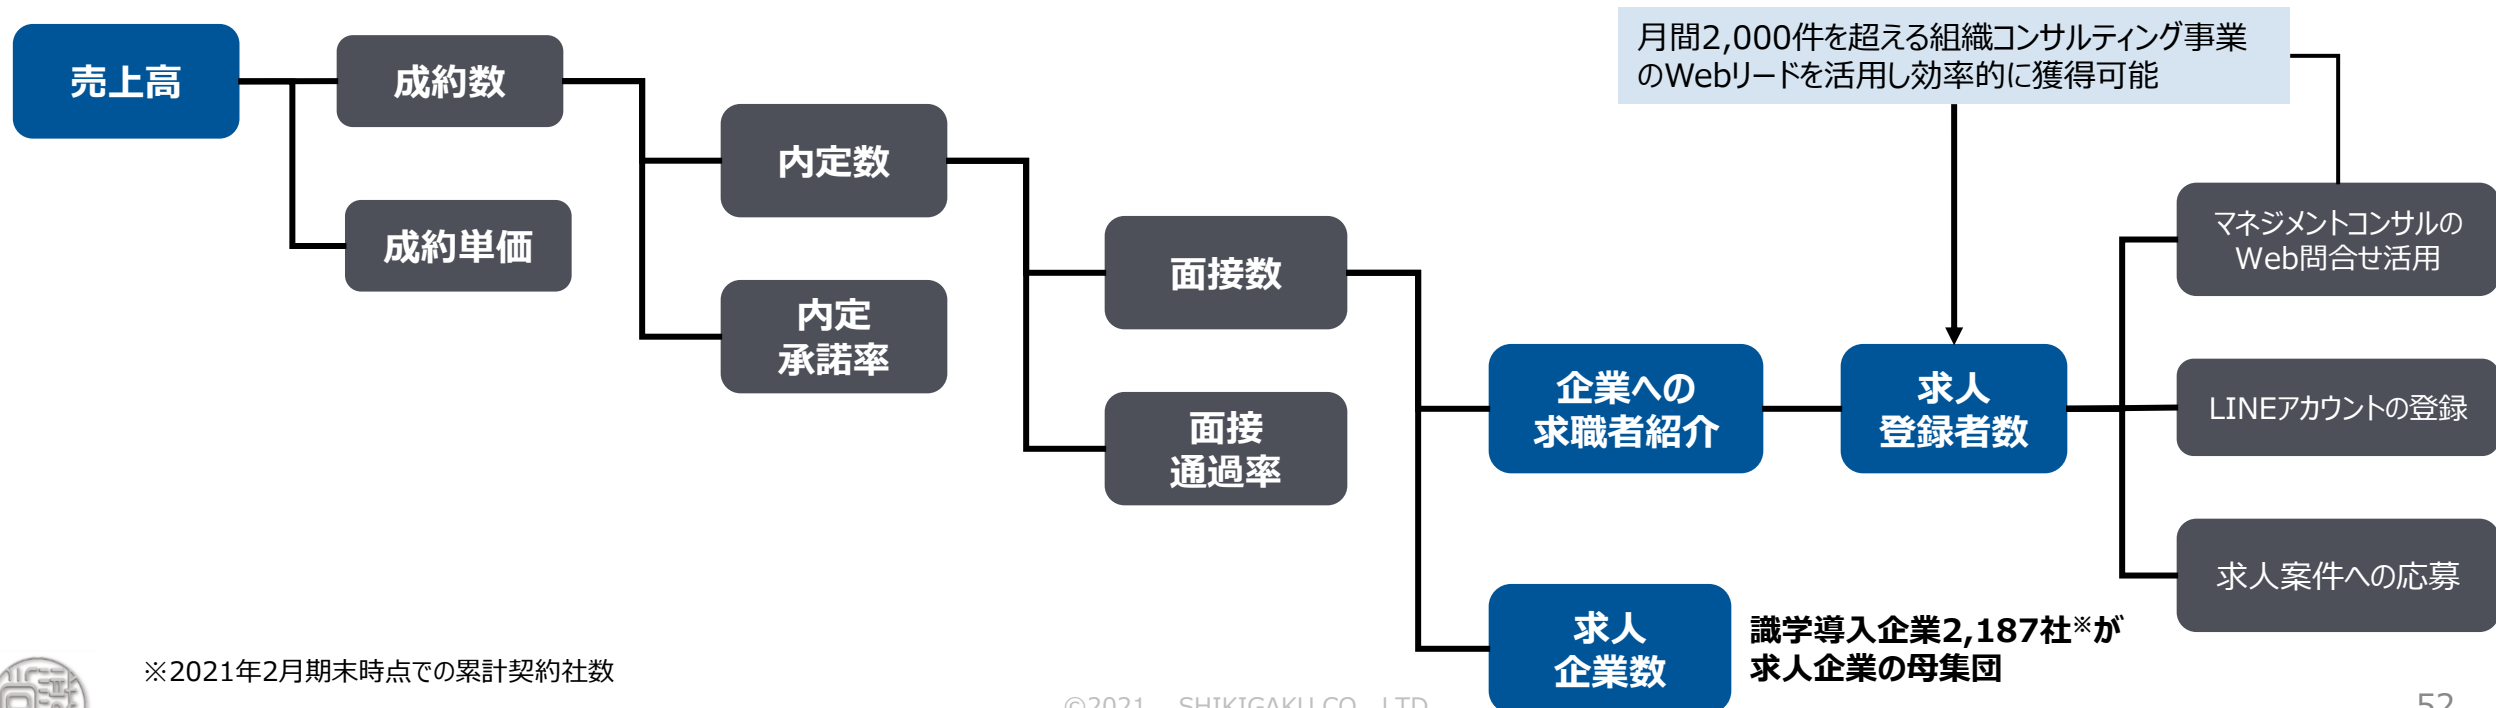 月間2,000件を超える組織コンサルティング事業
のWebリードを活用し効率的に獲得可能
売上高
成約数
成約単価
内定数
内定
承諾率
面接数
面接
通過率
企業への
求職者紹介
求人
登録者数
マネジメントコンサルの
Web問合せ活用
LINEアカウントの登録
求人案件への応募
求人
企業数
識学導入企業2,187社※が
求人企業の母集団
※2021年2月期末時点での累計契約社数
©2021 SHIKIGAKU CO., LTD.
52